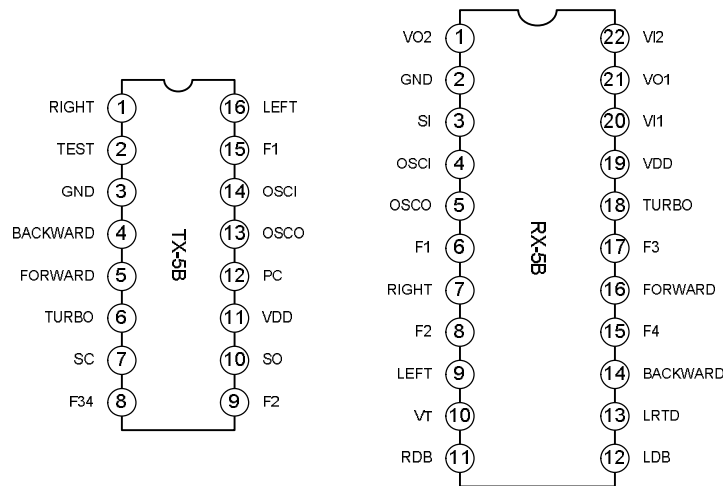 RIGHT 1 16 LEFT
TEST 2 15 F1
GND 3 14 OSCI
BACKWARD 4 13 OSCO
FORWARD 5 12 PC
TURBO 6 11 VDD
SC 7 10 SO
F34 8 9 F2
TX-5B
VO2 1 22 VI2
GND 2 21 VO1
SI 3 20 VI1
OSCI 4 19 VDD
OSCO 5 18 TURBO
F1 6 17 F3
RIGHT 7 16 FORWARD
F2 8 15 F4
LEFT 9 14 BACKWARD
VT 10 13 LRTD
RDB 11 12 LDB
RX-5B